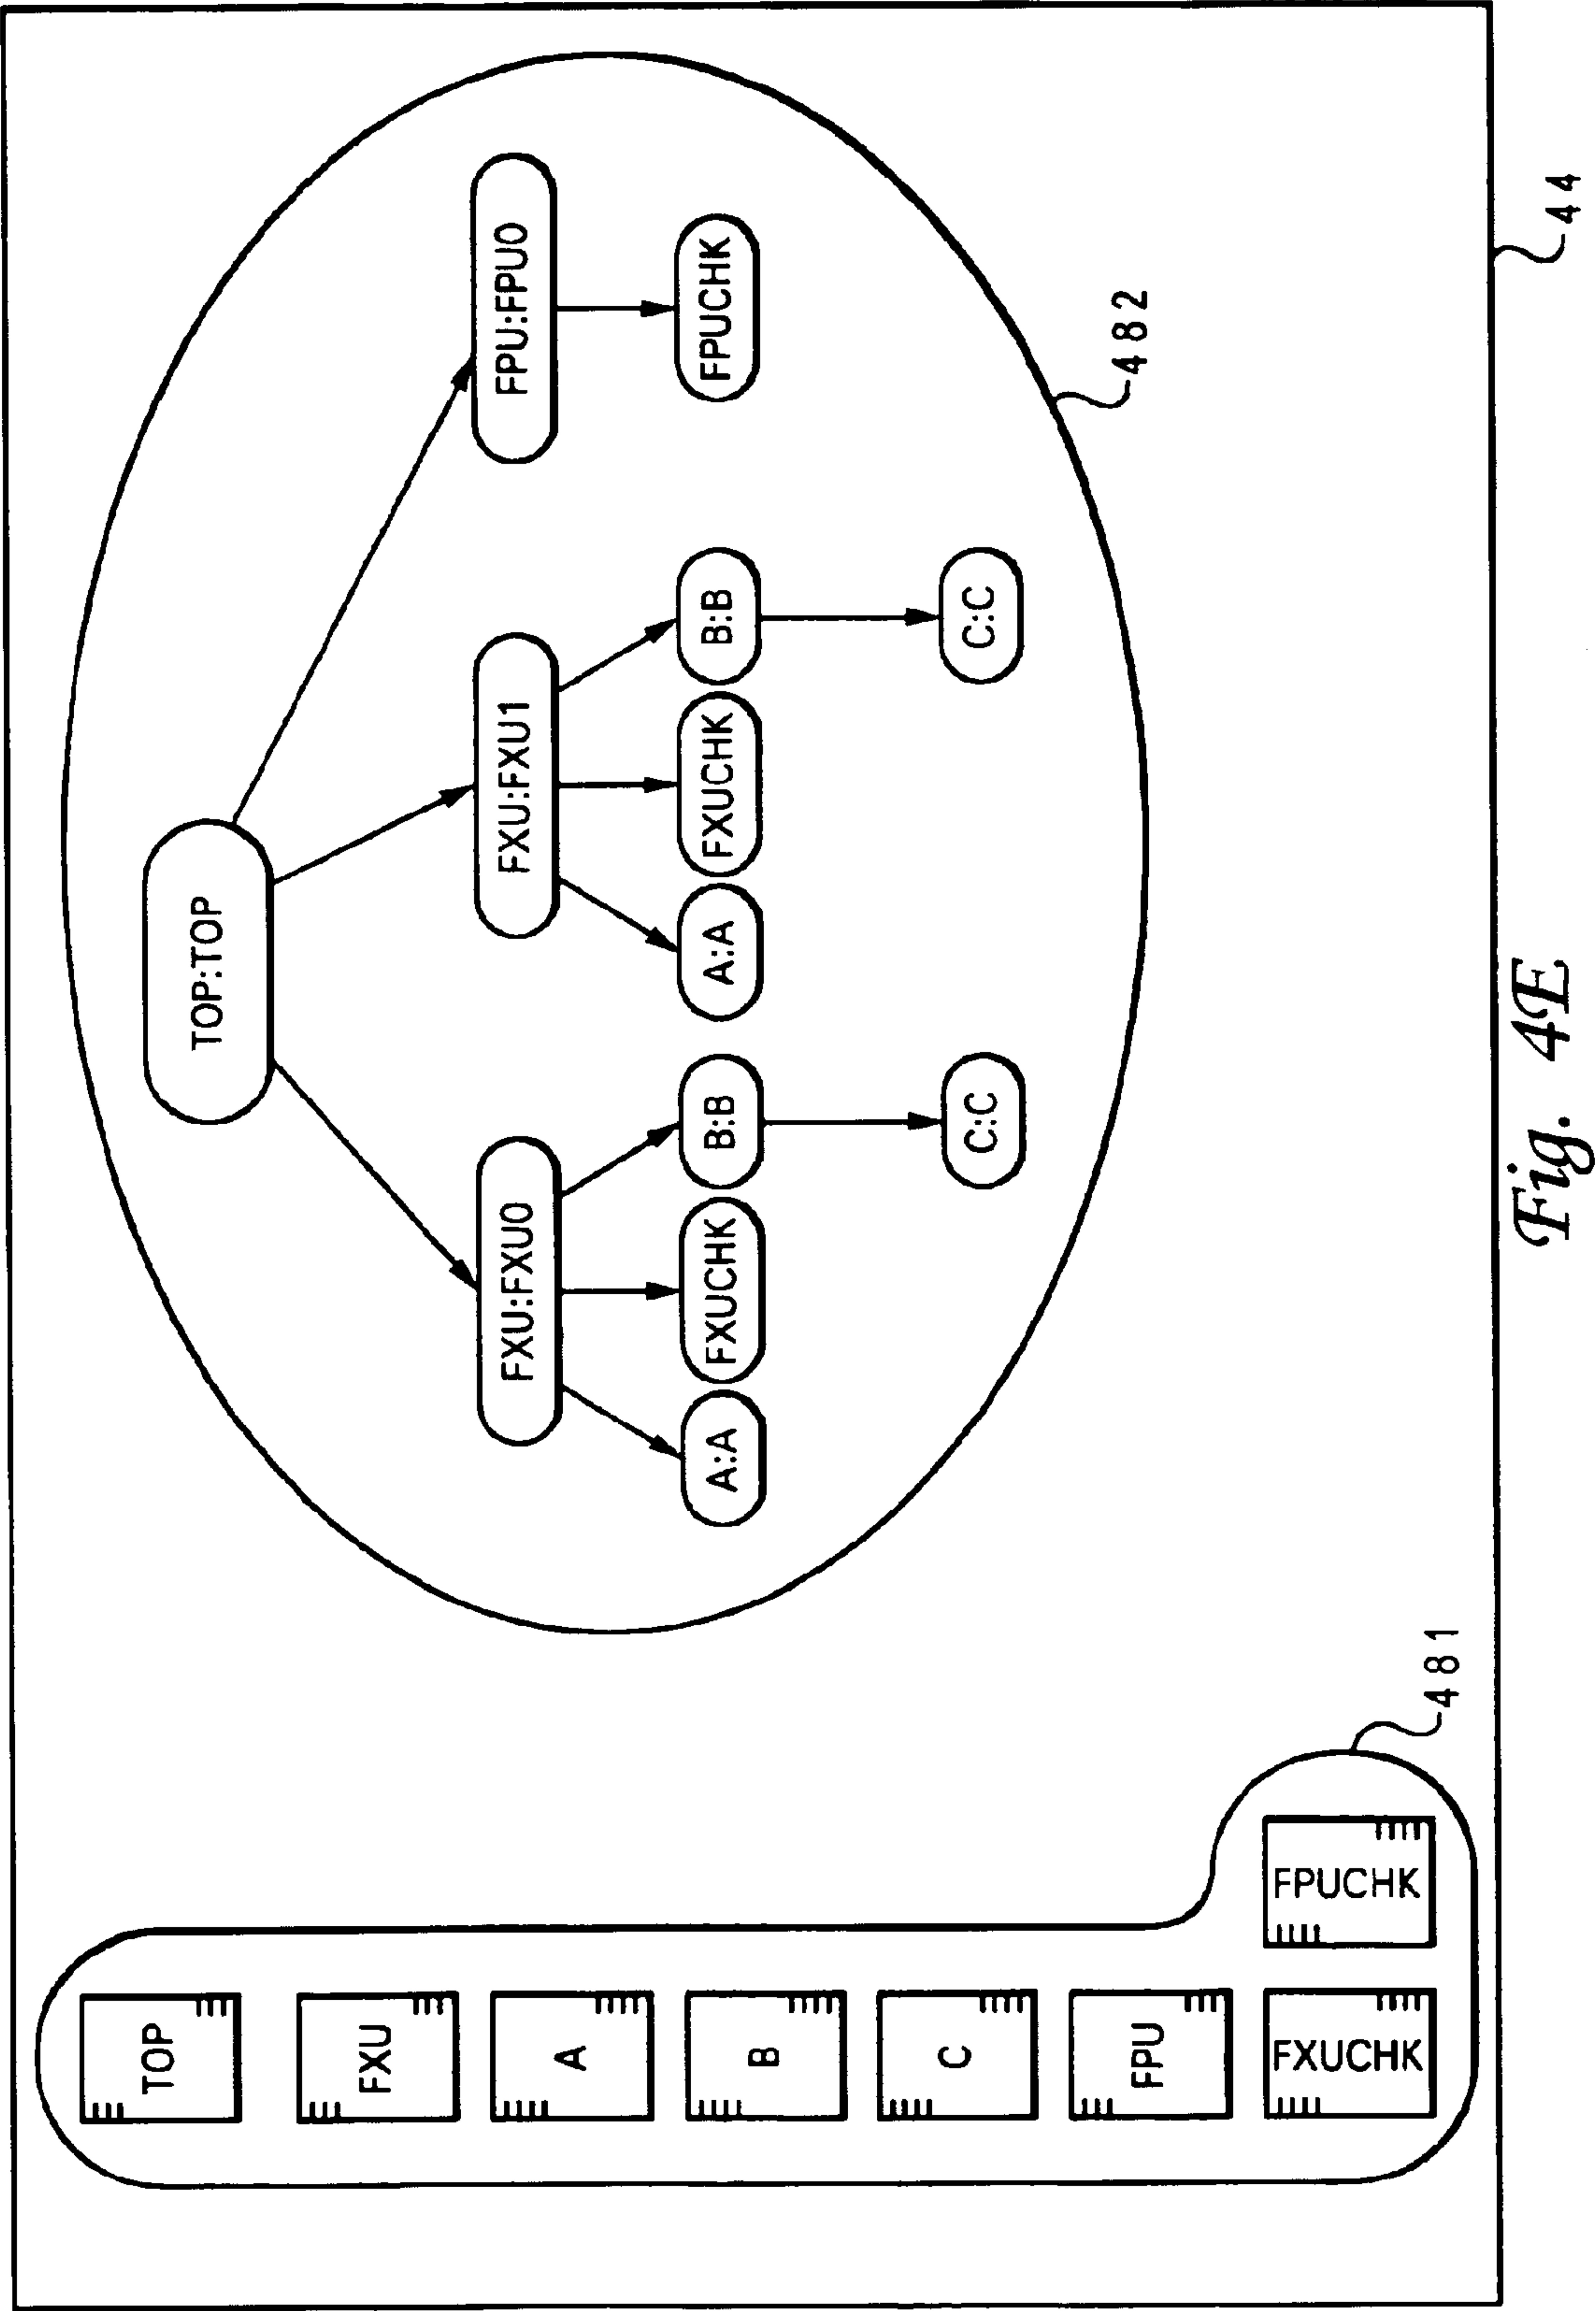 TOP
FXU
A
B
C
FPU
FXUCHK
FPUCHK
481
TOP:TOP
FXU:FXU0
FXU:FXU1
FPU:FPU0
A:A
FXUCHK
B:B
A:A
FXUCHK
B:B
FPUCHK
C:C
C:C
482
44
Fig. 4E